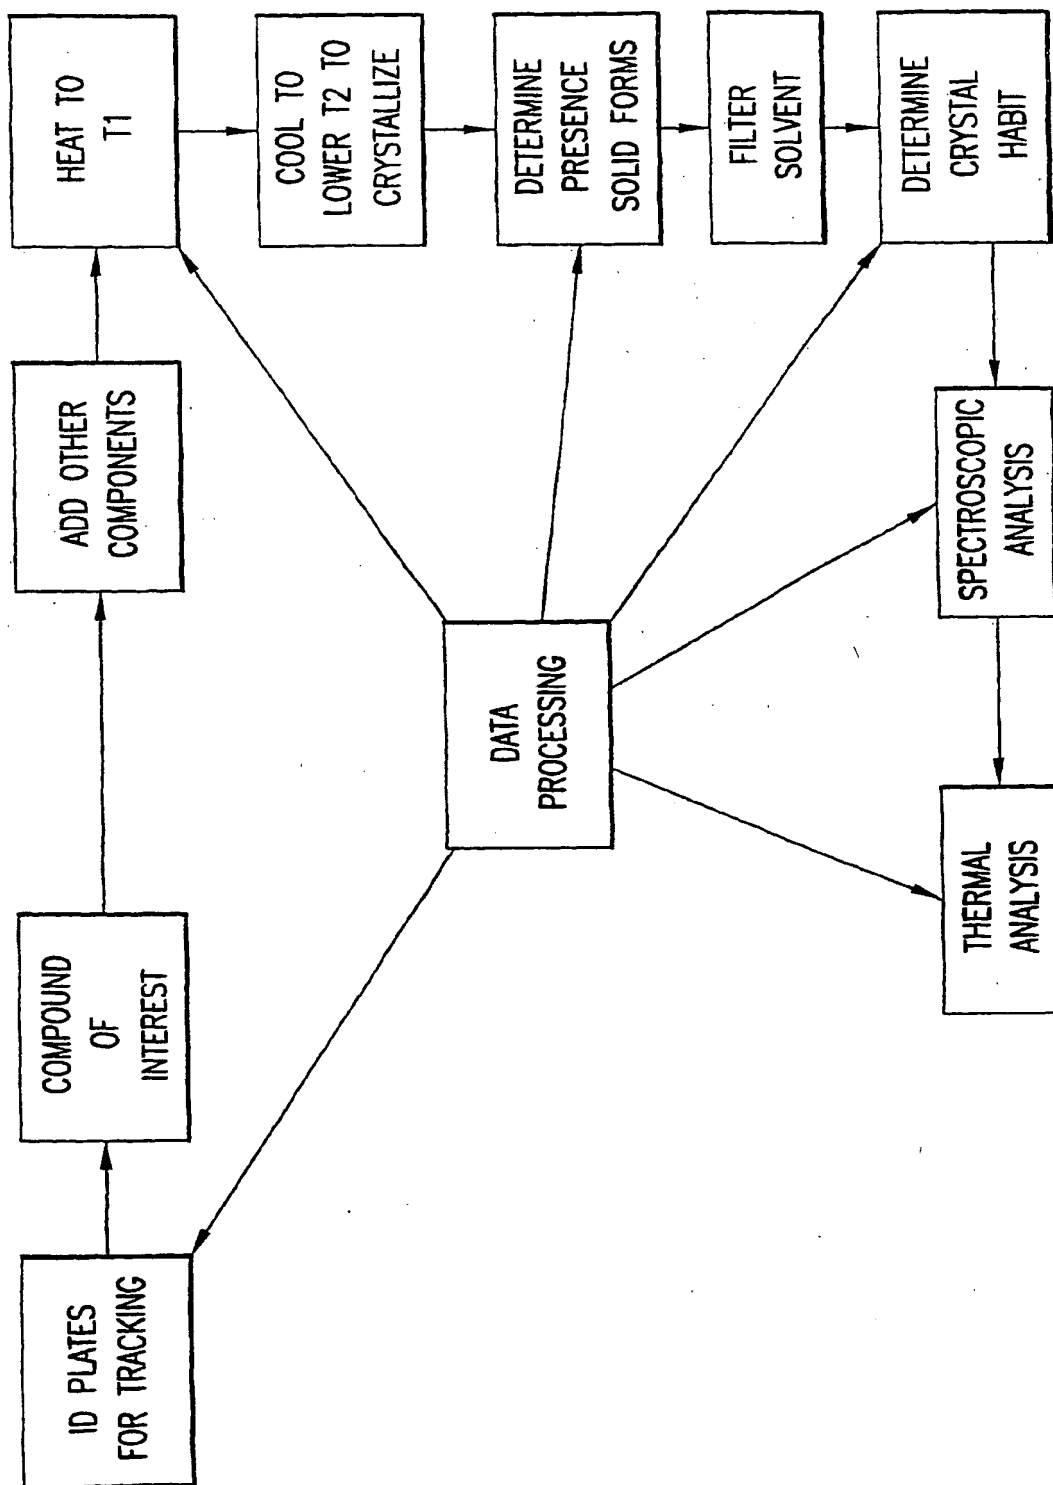 ID PLATES
FOR TRACKING
COMPOUND
OF
INTEREST
ADD OTHER
COMPONENTS
HEAT TO
T1
COOL TO
LOWER T2 TO
CRYSTALLIZE
DETERMINE
PRESENCE
SOLID FORMS
FILTER
SOLVENT
DETERMINE
CRYSTAL
HABIT
SPECTROSCOPIC
ANALYSIS
THERMAL
ANALYSIS
DATA
PROCESSING